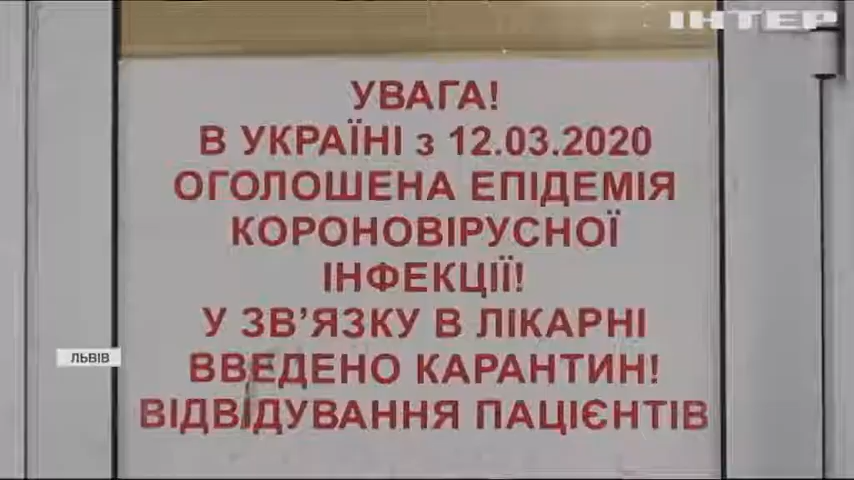 ІНТЕР
УВАГА!
В УКРАЇНІ з 12.03.2020
ОГОЛОШЕНА ЕПІДЕМІЯ
КОРОНОВІРУСНОЇ
ІНФЕКЦІЇ!
У ЗВ’ЯЗКУ В ЛІКАРНІ
ВВЕДЕНО КАРАНТИН!
ВІДВІДУВАННЯ ПАЦІЄНТІВ
ЛЬВІВ